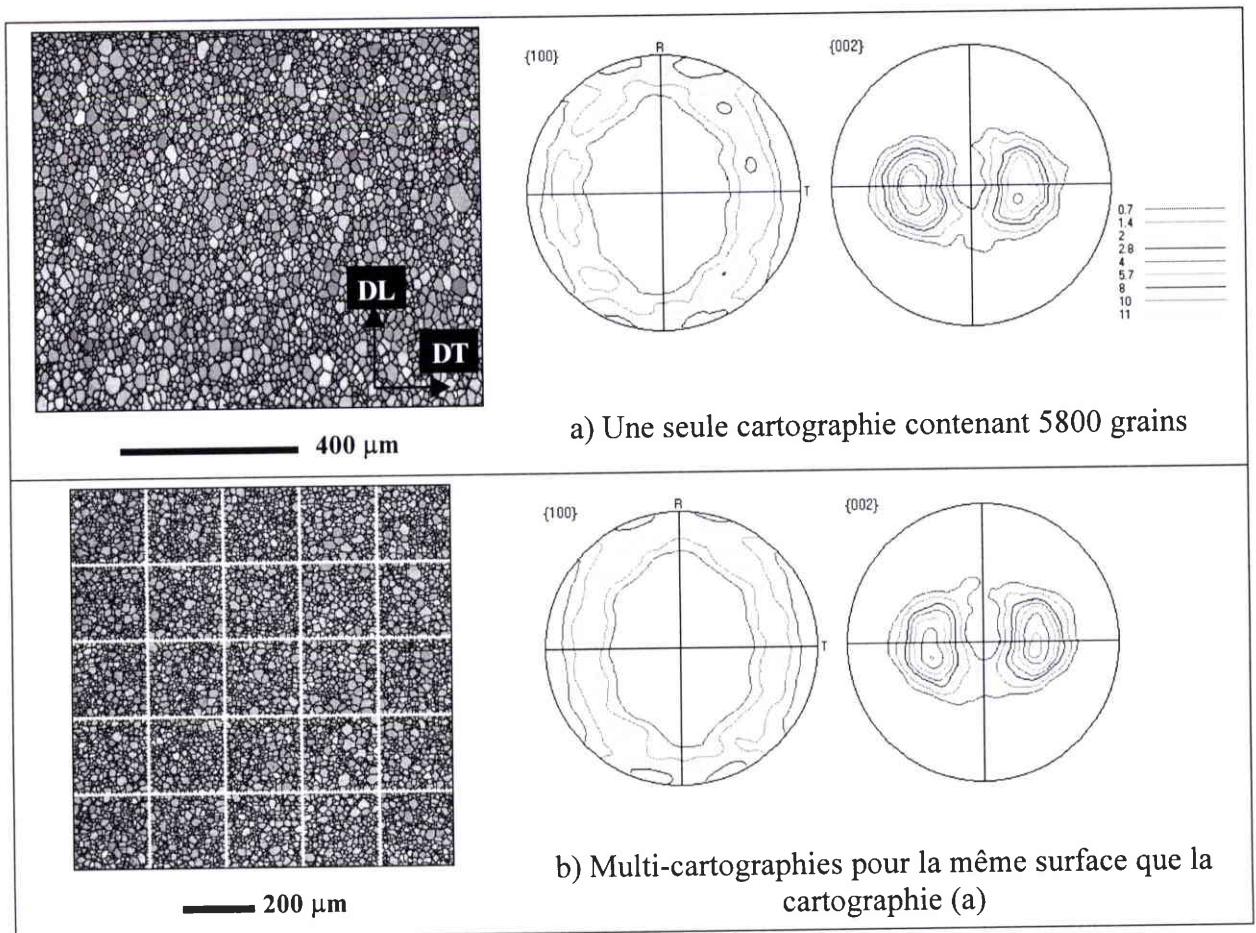 {100}
R
T
{002}
0.7
1.4
2
2.8
4
5.7
8
10
11
DL
DT
400 µm
a) Une seule cartographie contenant 5800 grains
{100}
R
T
{002}
200 µm
b) Multi-cartographies pour la même surface que la
cartographie (a)